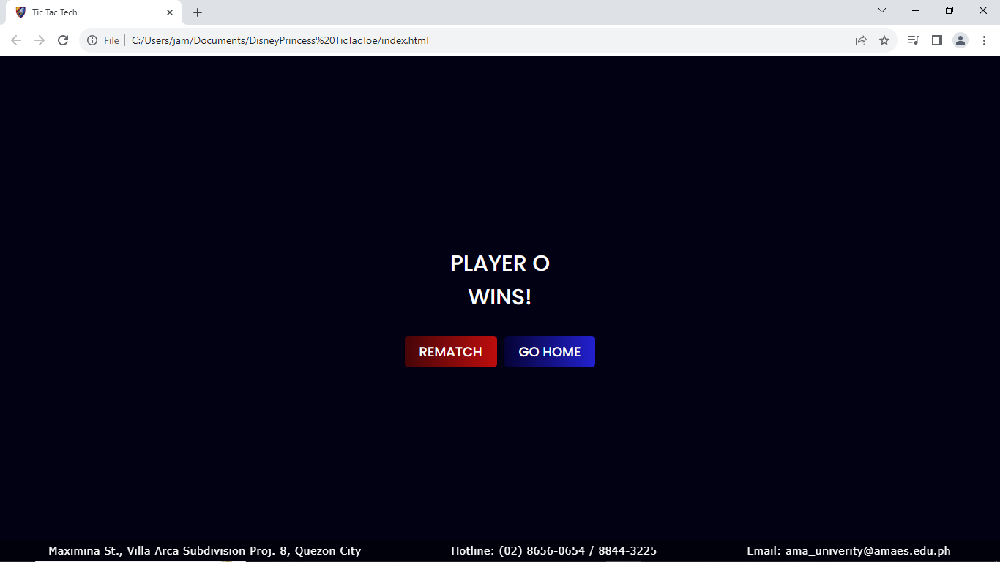 Tic Tac Tech
File
C:/Users/jam/Documents/DisneyPrincess%20TicTacToe/index.html
PLAYER O
WINS!
REMATCH
GO HOME
Maximina St., Villa Arca Subdivision Proj. 8, Quezon City
Hotline: (02) 8656-0654 / 8844-3225
Email: ama_univerity@amaes.edu.ph